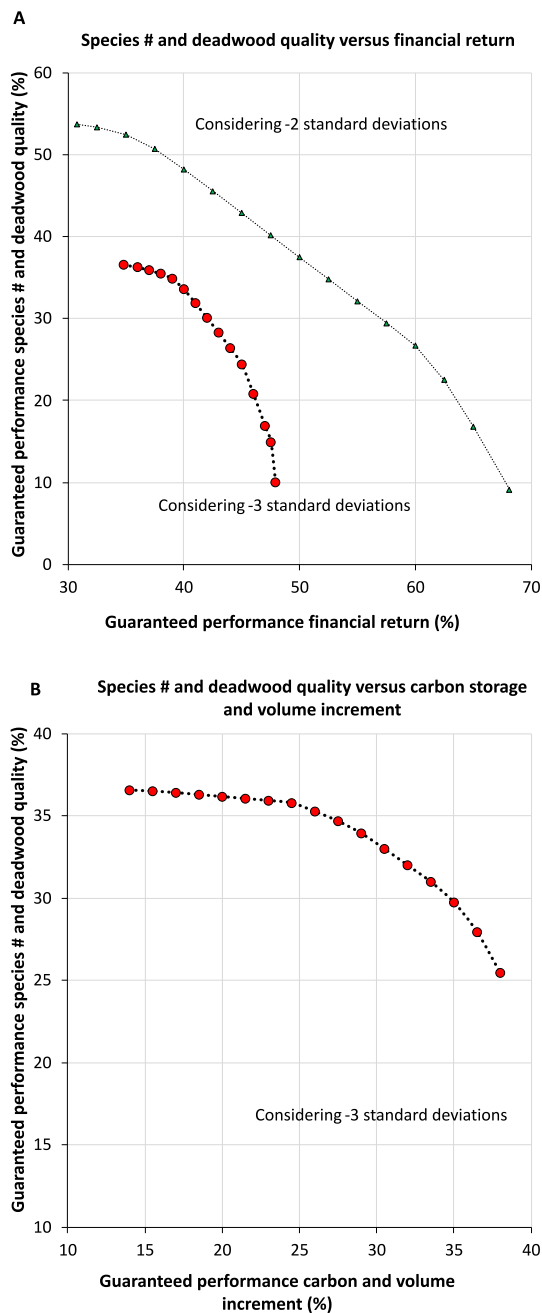 A
Species # and deadwood quality versus financial return
Guaranteed performance species # and deadwood quality (%)
60
50
40
30
20
10
0
Considering -2 standard deviations
Considering -3 standard deviations
30 40 50 60 70
Guaranteed performance financial return (%)
B
Species # and deadwood quality versus carbon storage
and volume increment
Guaranteed performance species # and deadwood quality (%)
40
35
30
25
20
15
10
Considering -3 standard deviations
10 15 20 25 30 35 40
Guaranteed performance carbon and volume
increment (%)